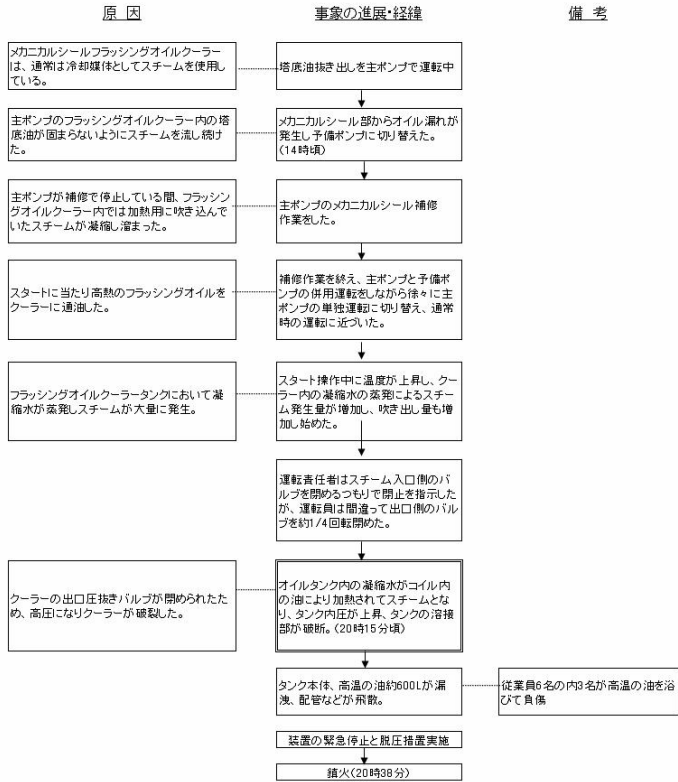 原 因
事象の進展・経緯
備 考
メカニカルシールフラッシングオイルクーラー
は、通常は冷却媒体としてスチームを使用し
ている。
塔底油抜き出しを主ポンプで運転中
主ポンプのフラッシングオイルクーラー内の塔
底油が固まらないようにスチームを流し続け
た。
メカニカルシール部からオイル漏れが
発生し予備ポンプに切り替えた。
(14時頃)
主ポンプが補修で停止している間、フラッシン
グオイルクーラー内では加熱用に吹き込んで
いたスチームが凝縮し溜まった。
主ポンプのメカニカルシール補修
作業をした。
スタートに当たり高熱のフラッシングオイルを
クーラーに通油した。
補修作業を終え、主ポンプと予備ポ
ンプの併用運転をしながら徐々に主
ポンプの単独運転に切り替え、通常
時の運転に近づいた。
フラッシングオイルクーラータンクにおいて凝
縮水が蒸発しスチームが大量に発生。
スタート操作中に温度が上昇し、クー
ラー内の凝縮水の蒸発によるスチー
ム発生量が増加し、吹き出し量も増
加し始めた。
運転責任者はスチーム入口側のバ
ルブを閉めるつもりで閉止を指示した
が、運転員は間違って出口側のバル
ブを約1/4回転閉めた。
クーラーの出口圧抜きバルブが閉められたた
め、高圧になりクーラーが破裂した。
オイルタンク内の凝縮水がコイル内
の油により加熱されてスチームとな
り、タンク内圧が上昇、タンクの溶接
部が破断。(20時15分頃)
タンク本体、高温の油約600Lが漏
洩、配管などが飛散。
従業員6名の内3名が高温の油を浴
びて負傷
装置の緊急停止と脱圧措置実施
鎮火(20時38分)